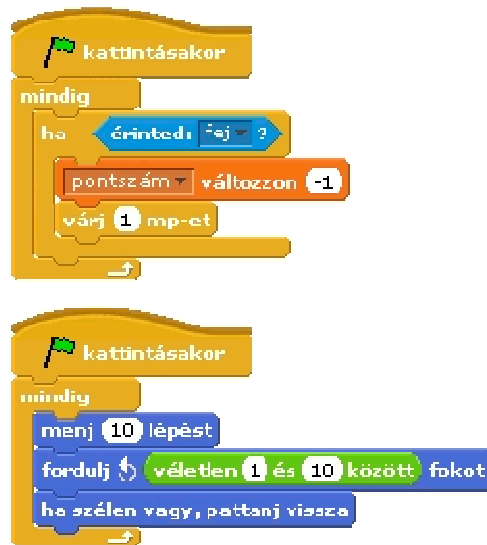 kattintásakor
mindig
ha érinted: fej ?
pontszám változzon -1
várj 1 mp-et
kattintásakor
mindig
menj 10 lépést
fordulj véletlen 1 és 10 között fokot
ha szélen vagy, pattanj vissza